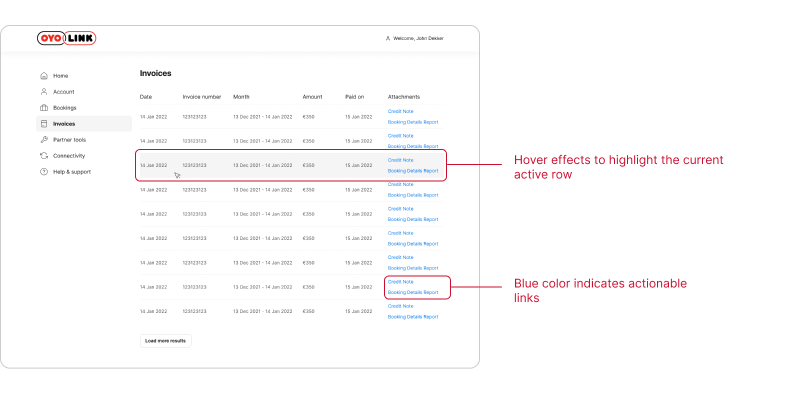 OYO LINK
Welcome, John Dekker
Home
Account
Bookings
Invoices
Partner tools
Connectivity
Help & support
Invoices
Date Invoice number Month Amount Paid on Attachments
14 Jan 2022 123123123 13 Dec 2021 - 14 Jan 2022 €350 15 Jan 2022 Credit Note
Booking Details Report
14 Jan 2022 123123123 13 Dec 2021 - 14 Jan 2022 €350 15 Jan 2022 Credit Note
Booking Details Report
14 Jan 2022 123123123 13 Dec 2021 - 14 Jan 2022 €350 15 Jan 2022 Credit Note
Booking Details Report
14 Jan 2022 123123123 13 Dec 2021 - 14 Jan 2022 €350 15 Jan 2022 Credit Note
Booking Details Report
14 Jan 2022 123123123 13 Dec 2021 - 14 Jan 2022 €350 15 Jan 2022 Credit Note
Booking Details Report
14 Jan 2022 123123123 13 Dec 2021 - 14 Jan 2022 €350 15 Jan 2022 Credit Note
Booking Details Report
14 Jan 2022 123123123 13 Dec 2021 - 14 Jan 2022 €350 15 Jan 2022 Credit Note
Booking Details Report
14 Jan 2022 123123123 13 Dec 2021 - 14 Jan 2022 €350 15 Jan 2022 Credit Note
Booking Details Report
14 Jan 2022 123123123 13 Dec 2021 - 14 Jan 2022 €350 15 Jan 2022 Credit Note
Booking Details Report
Load more results
Hover effects to highlight the current
active row
Blue color indicates actionable
links